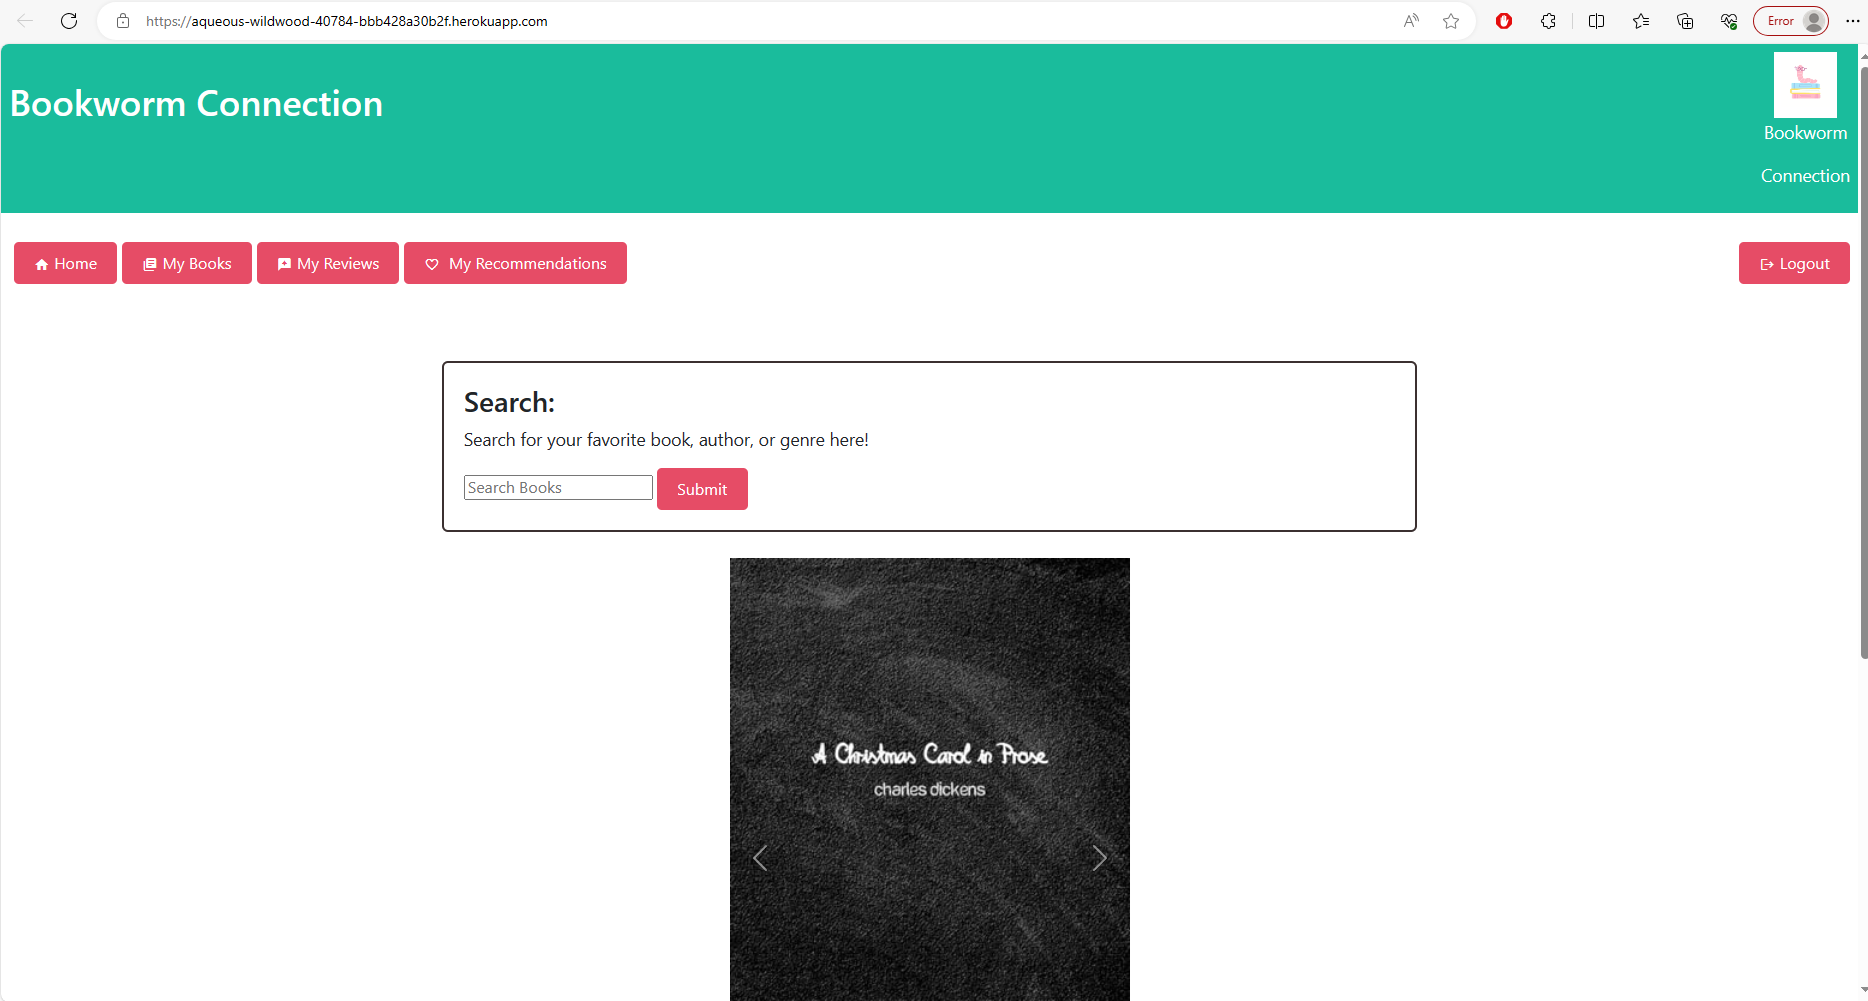 https://aqueous-wildwood-40784-bbb428a30b2f.herokuapp.com
Error
Bookworm Connection
Bookworm
Connection
Home My Books My Reviews My Recommendations Logout
Search:
Search for your favorite book, author, or genre here!
Search Books Submit
A Christmas Carol in Prose
charles dickens